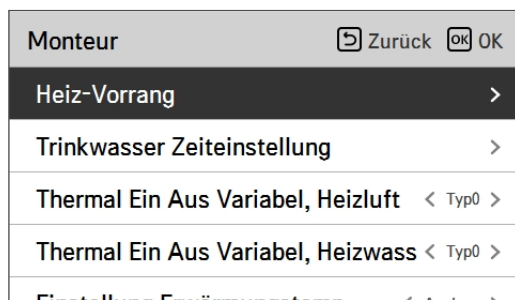 Monteur Zurück OK OK
Heiz-Vorrang >
Trinkwasser Zeiteinstellung >
Thermal Ein Aus Variabel, Heizluft < Typ0 >
Thermal Ein Aus Variabel, Heizwass < Typ0 >